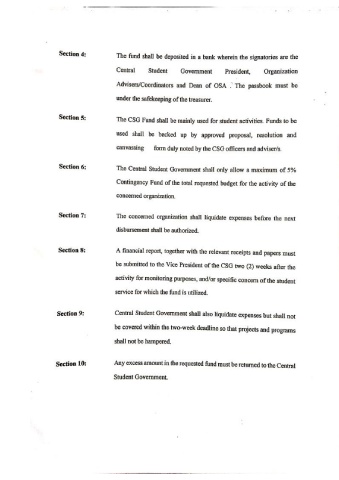 Section 4: The fund shall be deposited in a bank wherein the signatories are the
Central Student Government President, Organization
Advisers/Coordinators and Dean of OSA . The passbook must be
under the safekeeping of the treasurer.
Section 5: The CSG Fund shall be mainly used for student activities. Funds to be
used shall be backed up by approved proposal, resolution and
canvassing form duly noted by the CSG officers and adviser/s.
Section 6: The Central Student Government shall only allow a maximum of 5%
Contingency Fund of the total requested budget for the activity of the
concerned organization.
Section 7: The concerned organization shall liquidate expenses before the next
disbursement shall be authorized.
Section 8: A financial report, together with the relevant receipts and papers must
be submitted to the Vice President of the CSG two (2) weeks after the
activity for monitoring purposes, and/or specific concern of the student
service for which the fund is utilized.
Section 9: Central Student Government shall also liquidate expenses but shall not
be covered within the two-week deadline so that projects and programs
shall not be hampered.
Section 10: Any excess amount in the requested fund must be returned to the Central
Student Government.